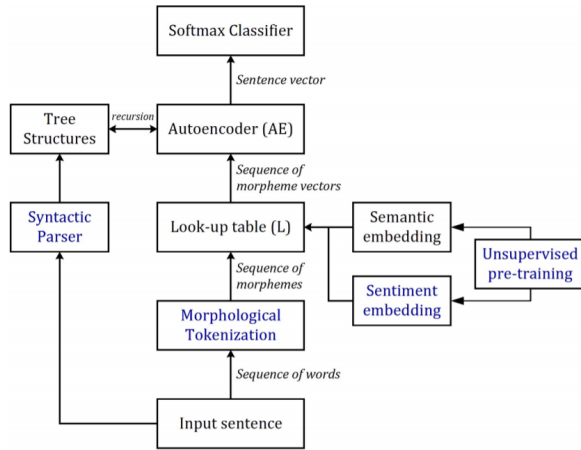 Softmax Classifier
Sentence vector
Tree
Structures
recursion
Autoencoder (AE)
Sequence of
morpheme vectors
Syntactic
Parser
Look-up table (L)
Semantic
embedding
Unsupervised
pre-training
Sequence of
morphemes
Sentiment
embedding
Morphological
Tokenization
Sequence of words
Input sentence